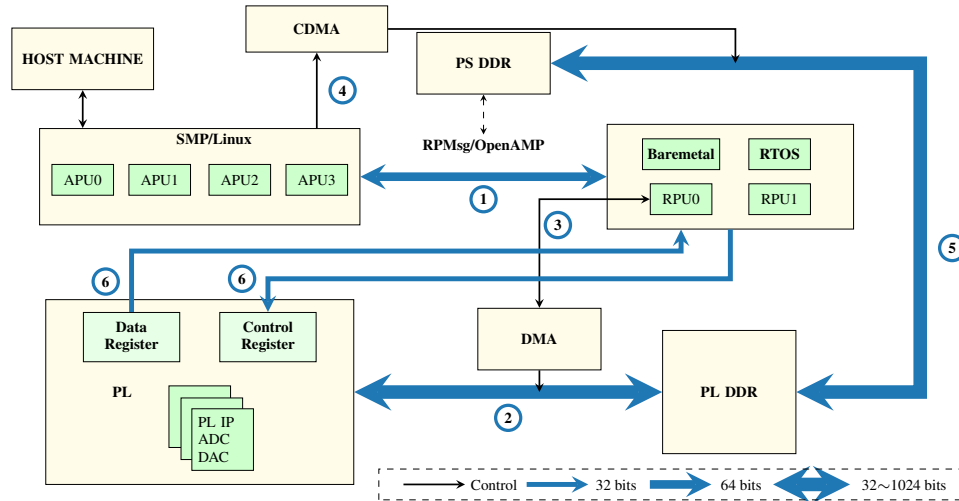 CDMA
HOST MACHINE
PS DDR
4
SMP/Linux
RPMsg/OpenAMP
Baremetal
RTOS
APU0
APU1
APU2
APU3
1
RPU0
RPU1
3
5
6
6
Data
Register
Control
Register
DMA
PL
PL DDR
2
PL IP
ADC
DAC
Control
32 bits
64 bits
32∼1024 bits